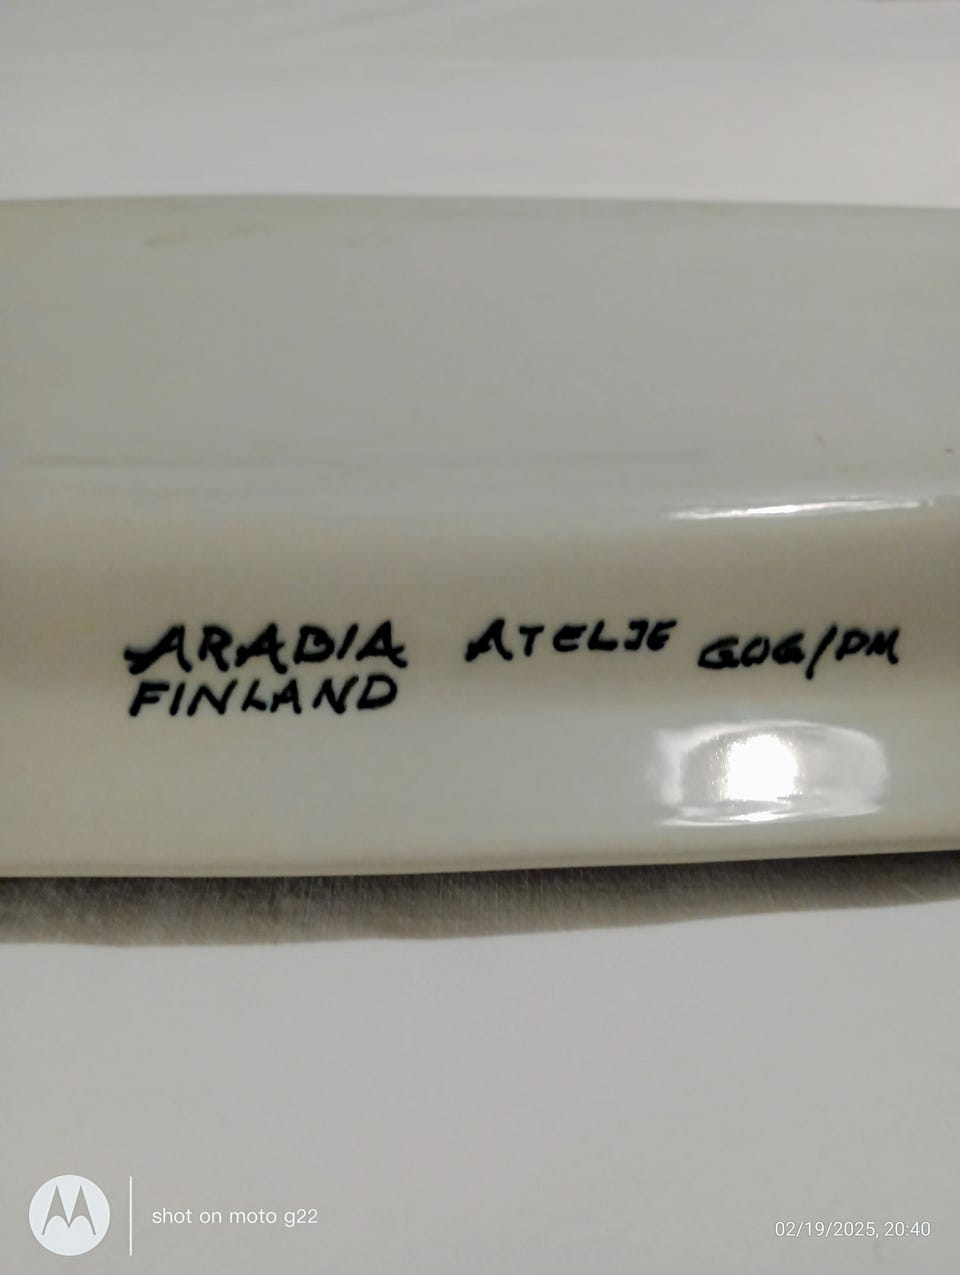 ARABIA ATELJE GOG/DM
FINLAND
shot on moto g22
02/19/2025, 20:40